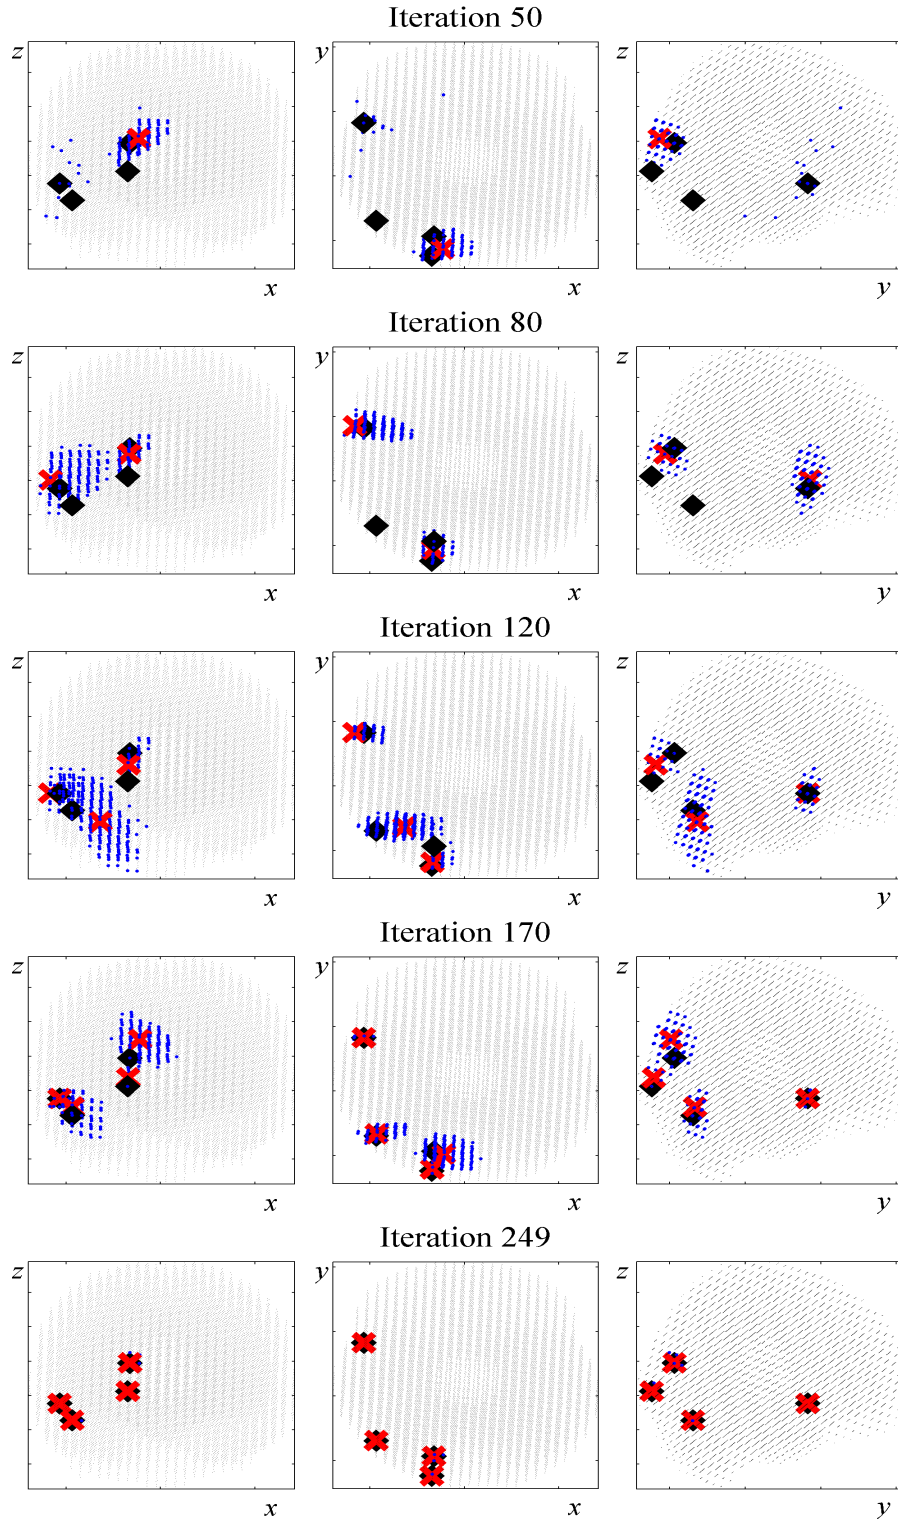 Iteration 50
z y z
x x y
Iteration 80
z y z
x x y
Iteration 120
z y z
x x y
Iteration 170
z y z
x x y
Iteration 249
z y z
x x y